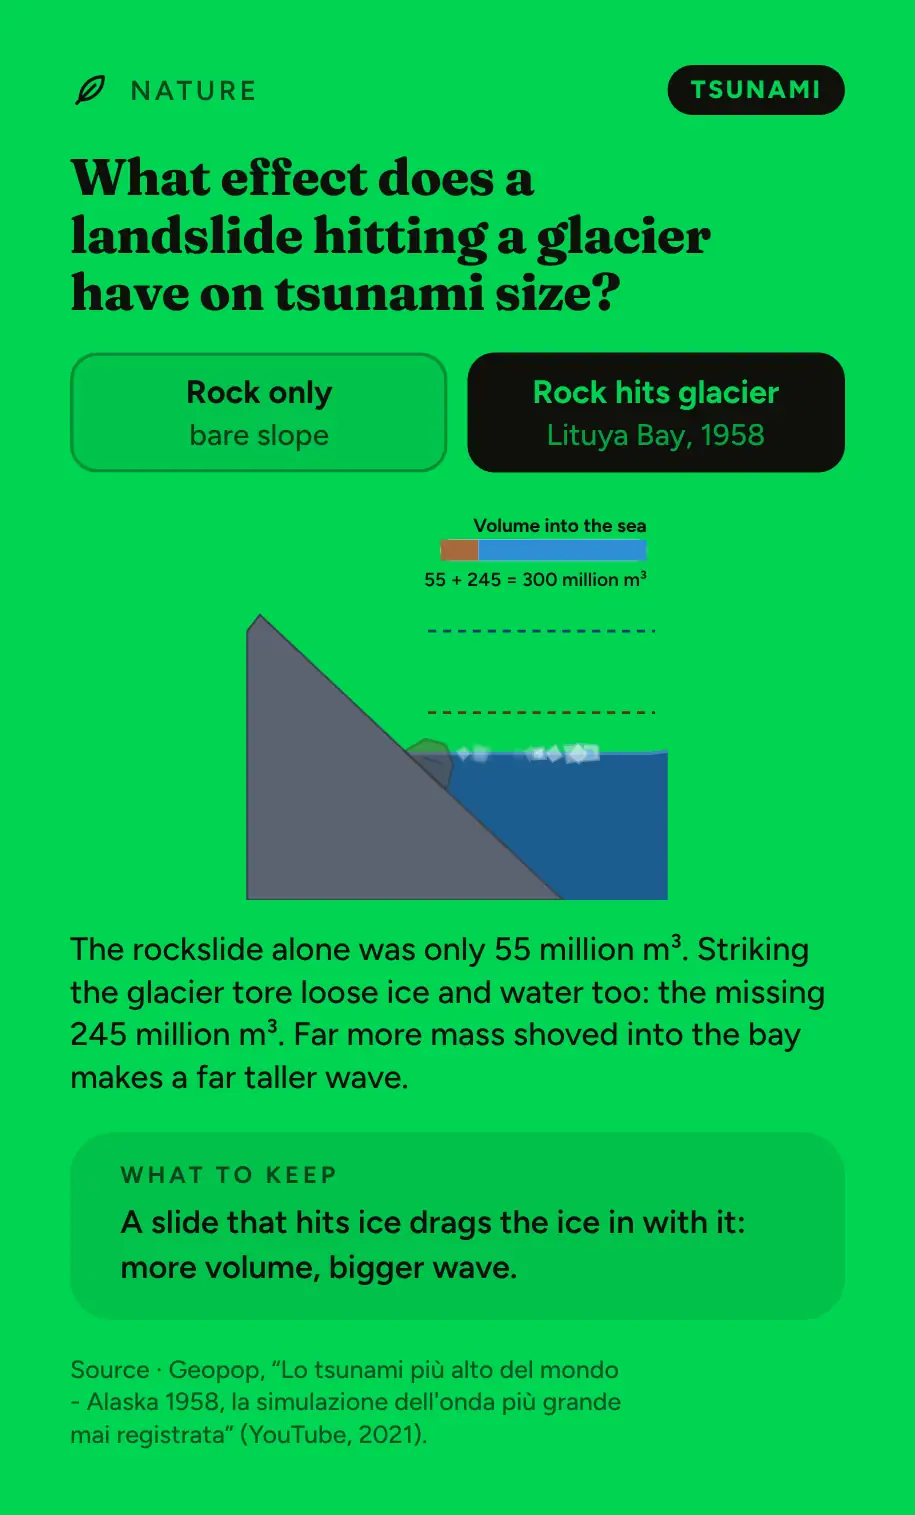 NATURE
TSUNAMI
What effect does a
landslide hitting a glacier
have on tsunami size?
Rock only
bare slope
Rock hits glacier
Lituya Bay, 1958
Volume into the sea
55 + 245 = 300 million m³
The rockslide alone was only 55 million m³. Striking
the glacier tore loose ice and water too: the missing
245 million m³. Far more mass shoved into the bay
makes a far taller wave.
WHAT TO KEEP
A slide that hits ice drags the ice in with it:
more volume, bigger wave.
Source · Geopop, “Lo tsunami più alto del mondo
- Alaska 1958, la simulazione dell'onda più grande
mai registrata” (YouTube, 2021).